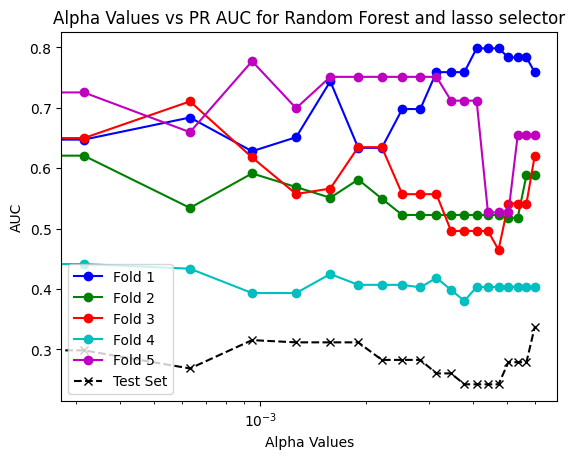 Alpha Values vs PR AUC for Random Forest and lasso selector
0.8
0.7
0.6
0.5
0.4
0.3
AUC
Fold 1
Fold 2
Fold 3
Fold 4
Fold 5
Test Set
10⁻³
Alpha Values